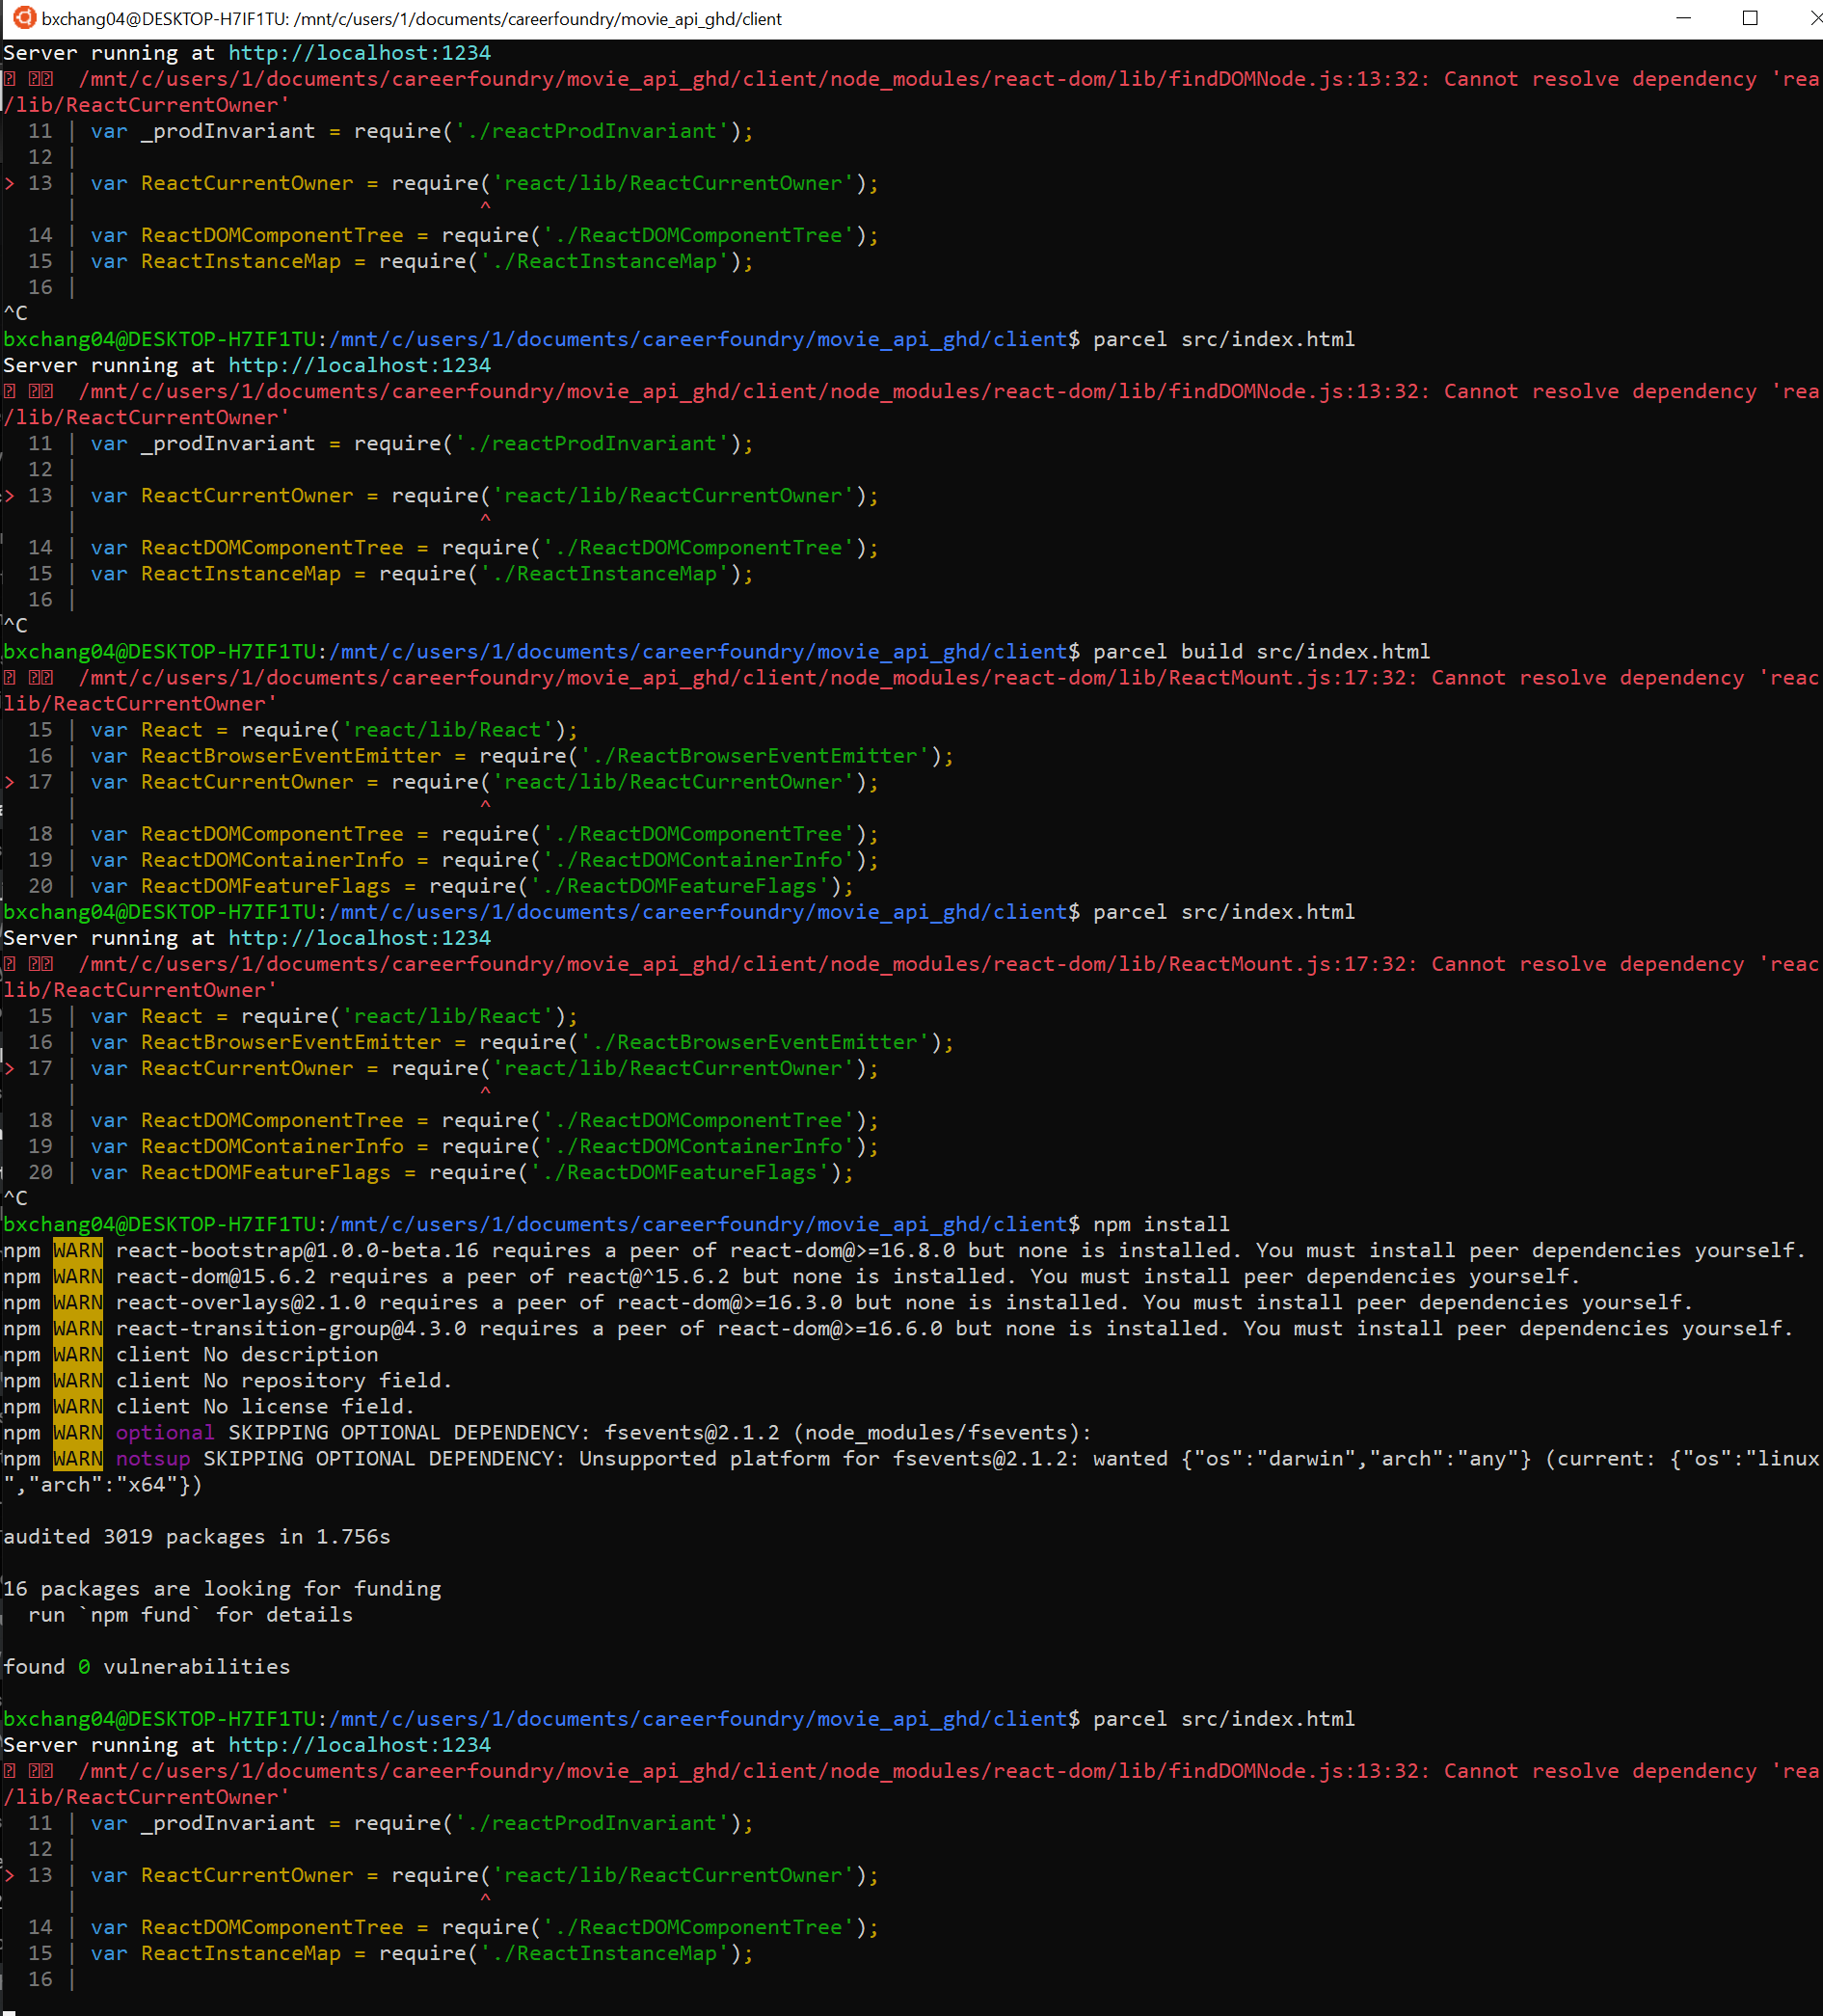 bxchang04@DESKTOP-H7IF1TU: /mnt/c/users/1/documents/careerfoundry/movie_api_ghd/client
Server running at http://localhost:1234
/mnt/c/users/1/documents/careerfoundry/movie_api_ghd/client/node_modules/react-dom/lib/findDOMNode.js:13:32: Cannot resolve dependency 'rea
/lib/ReactCurrentOwner'
  11 | var _prodInvariant = require('./reactProdInvariant');
  12 |
> 13 | var ReactCurrentOwner = require('react/lib/ReactCurrentOwner');
     |                                 ^
  14 | var ReactDOMComponentTree = require('./ReactDOMComponentTree');
  15 | var ReactInstanceMap = require('./ReactInstanceMap');
  16 |
^C
bxchang04@DESKTOP-H7IF1TU:/mnt/c/users/1/documents/careerfoundry/movie_api_ghd/client$ parcel src/index.html
Server running at http://localhost:1234
/mnt/c/users/1/documents/careerfoundry/movie_api_ghd/client/node_modules/react-dom/lib/findDOMNode.js:13:32: Cannot resolve dependency 'rea
/lib/ReactCurrentOwner'
  11 | var _prodInvariant = require('./reactProdInvariant');
  12 |
> 13 | var ReactCurrentOwner = require('react/lib/ReactCurrentOwner');
     |                                 ^
  14 | var ReactDOMComponentTree = require('./ReactDOMComponentTree');
  15 | var ReactInstanceMap = require('./ReactInstanceMap');
  16 |
^C
bxchang04@DESKTOP-H7IF1TU:/mnt/c/users/1/documents/careerfoundry/movie_api_ghd/client$ parcel build src/index.html
/mnt/c/users/1/documents/careerfoundry/movie_api_ghd/client/node_modules/react-dom/lib/ReactMount.js:17:32: Cannot resolve dependency 'reac
lib/ReactCurrentOwner'
  15 | var React = require('react/lib/React');
  16 | var ReactBrowserEventEmitter = require('./ReactBrowserEventEmitter');
> 17 | var ReactCurrentOwner = require('react/lib/ReactCurrentOwner');
     |                                 ^
  18 | var ReactDOMComponentTree = require('./ReactDOMComponentTree');
  19 | var ReactDOMContainerInfo = require('./ReactDOMContainerInfo');
  20 | var ReactDOMFeatureFlags = require('./ReactDOMFeatureFlags');
bxchang04@DESKTOP-H7IF1TU:/mnt/c/users/1/documents/careerfoundry/movie_api_ghd/client$ parcel src/index.html
Server running at http://localhost:1234
/mnt/c/users/1/documents/careerfoundry/movie_api_ghd/client/node_modules/react-dom/lib/ReactMount.js:17:32: Cannot resolve dependency 'reac
lib/ReactCurrentOwner'
  15 | var React = require('react/lib/React');
  16 | var ReactBrowserEventEmitter = require('./ReactBrowserEventEmitter');
> 17 | var ReactCurrentOwner = require('react/lib/ReactCurrentOwner');
     |                                 ^
  18 | var ReactDOMComponentTree = require('./ReactDOMComponentTree');
  19 | var ReactDOMContainerInfo = require('./ReactDOMContainerInfo');
  20 | var ReactDOMFeatureFlags = require('./ReactDOMFeatureFlags');
^C
bxchang04@DESKTOP-H7IF1TU:/mnt/c/users/1/documents/careerfoundry/movie_api_ghd/client$ npm install
npm WARN react-bootstrap@1.0.0-beta.16 requires a peer of react-dom@>=16.8.0 but none is installed. You must install peer dependencies yourself.
npm WARN react-dom@15.6.2 requires a peer of react@^15.6.2 but none is installed. You must install peer dependencies yourself.
npm WARN react-overlays@2.1.0 requires a peer of react-dom@>=16.3.0 but none is installed. You must install peer dependencies yourself.
npm WARN react-transition-group@4.3.0 requires a peer of react-dom@>=16.6.0 but none is installed. You must install peer dependencies yourself.
npm WARN client No description
npm WARN client No repository field.
npm WARN client No license field.
npm WARN optional SKIPPING OPTIONAL DEPENDENCY: fsevents@2.1.2 (node_modules/fsevents):
npm WARN notsup SKIPPING OPTIONAL DEPENDENCY: Unsupported platform for fsevents@2.1.2: wanted {"os":"darwin","arch":"any"} (current: {"os":"linux
","arch":"x64"})
audited 3019 packages in 1.756s
16 packages are looking for funding
  run `npm fund` for details
found 0 vulnerabilities
bxchang04@DESKTOP-H7IF1TU:/mnt/c/users/1/documents/careerfoundry/movie_api_ghd/client$ parcel src/index.html
Server running at http://localhost:1234
/mnt/c/users/1/documents/careerfoundry/movie_api_ghd/client/node_modules/react-dom/lib/findDOMNode.js:13:32: Cannot resolve dependency 'rea
/lib/ReactCurrentOwner'
  11 | var _prodInvariant = require('./reactProdInvariant');
  12 |
> 13 | var ReactCurrentOwner = require('react/lib/ReactCurrentOwner');
     |                                 ^
  14 | var ReactDOMComponentTree = require('./ReactDOMComponentTree');
  15 | var ReactInstanceMap = require('./ReactInstanceMap');
  16 |